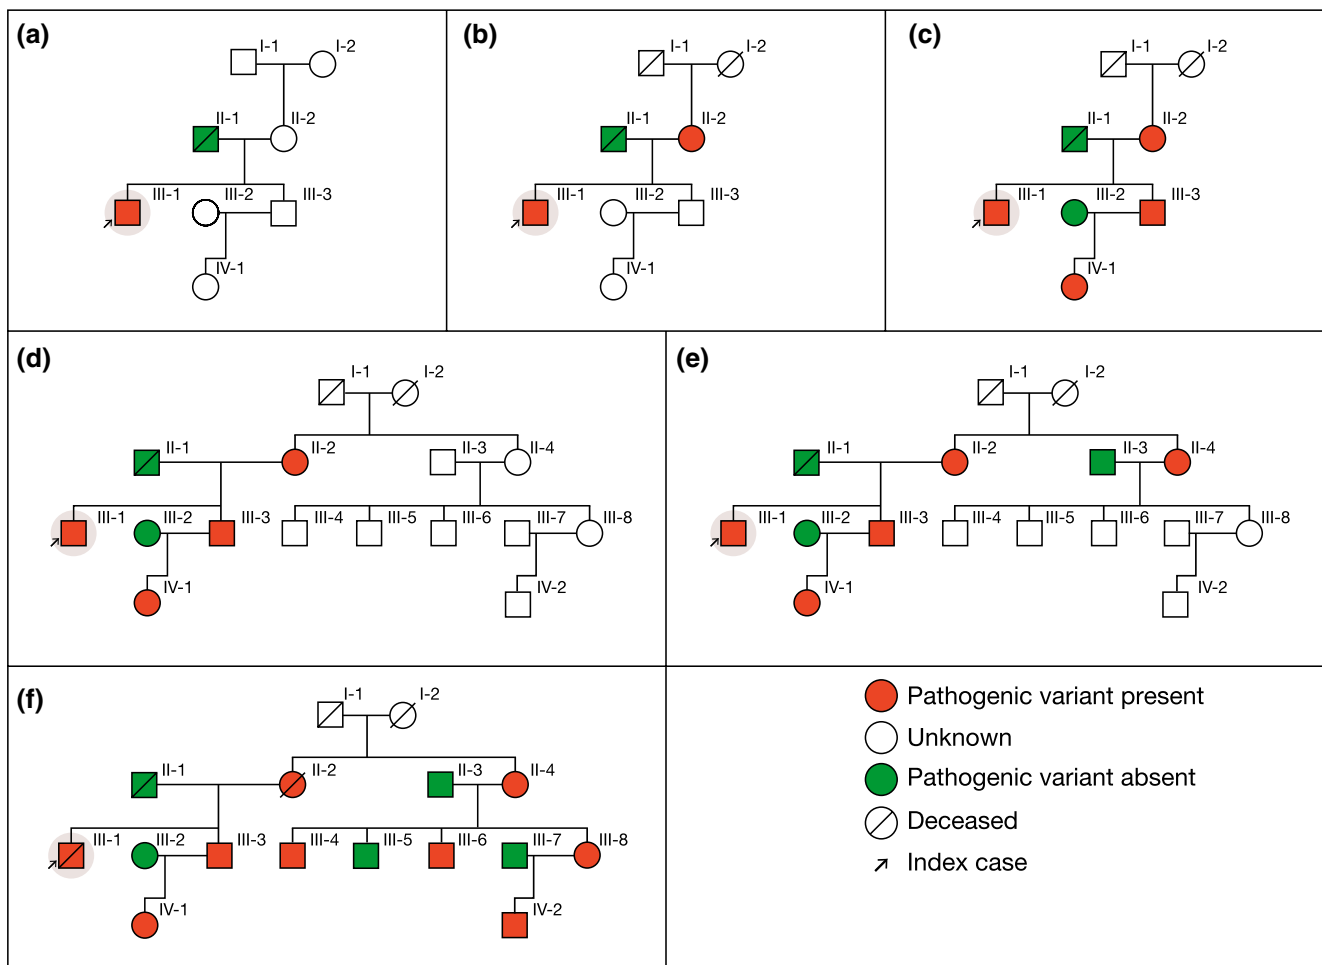 (a)
I-1
I-2
II-1
II-2
III-1
III-2
III-3
IV-1
(b)
I-1
I-2
II-1
II-2
III-1
III-2
III-3
IV-1
(c)
I-1
I-2
II-1
II-2
III-1
III-2
III-3
IV-1
(d)
I-1
I-2
II-1
II-2
II-3
II-4
III-1
III-2
III-3
III-4
III-5
III-6
III-7
III-8
IV-1
IV-2
(e)
I-1
I-2
II-1
II-2
II-3
II-4
III-1
III-2
III-3
III-4
III-5
III-6
III-7
III-8
IV-1
IV-2
(f)
I-1
I-2
II-1
II-2
II-3
II-4
III-1
III-2
III-3
III-4
III-5
III-6
III-7
III-8
IV-1
IV-2
Pathogenic variant present
Unknown
Pathogenic variant absent
Deceased
Index case